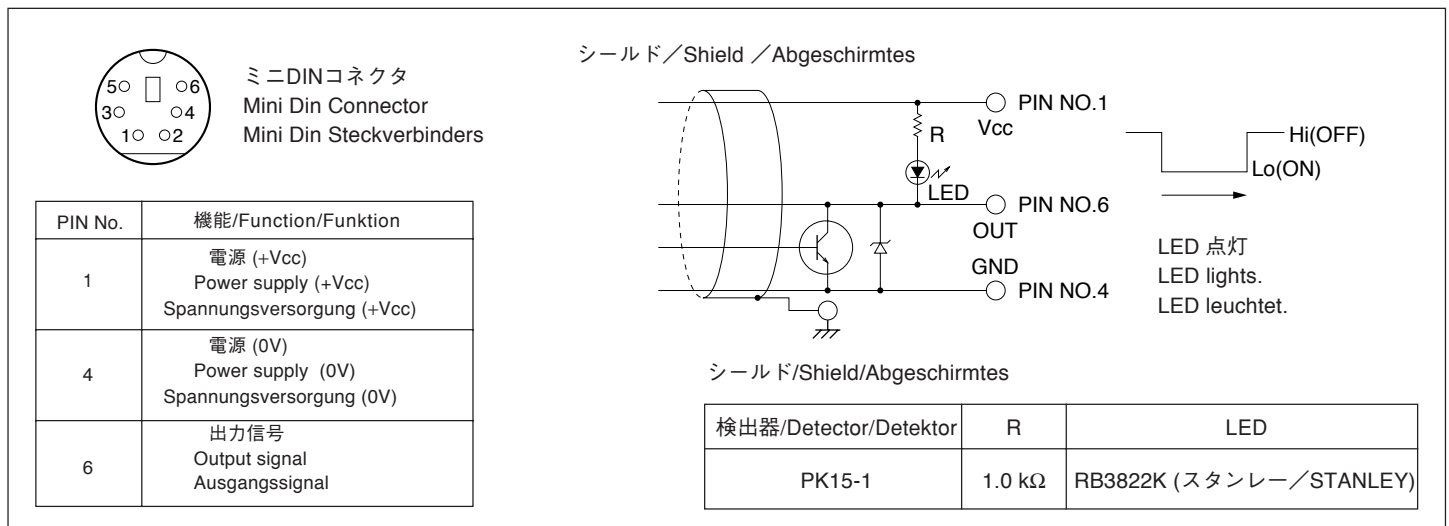 5 6
3 4
1 2
ミニDINコネクタ
Mini Din Connector
Mini Din Steckverbinders
PIN No. 機能/Function/Funktion
1
電源 (+Vcc)
Power supply (+Vcc)
Spannungsversorgung (+Vcc)
4
電源 (0V)
Power supply (0V)
Spannungsversorgung (0V)
6
出力信号
Output signal
Ausgangssignal
シールド／Shield ／Abgeschirmtes
PIN NO.1
Vcc
R
LED
PIN NO.6
OUT
GND
PIN NO.4
Hi(OFF)
Lo(ON)
LED 点灯
LED lights.
LED leuchtet.
シールド/Shield/Abgeschirmtes
検出器/Detector/Detektor R LED
PK15-1 1.0 kΩ RB3822K (スタンレー／STANLEY)